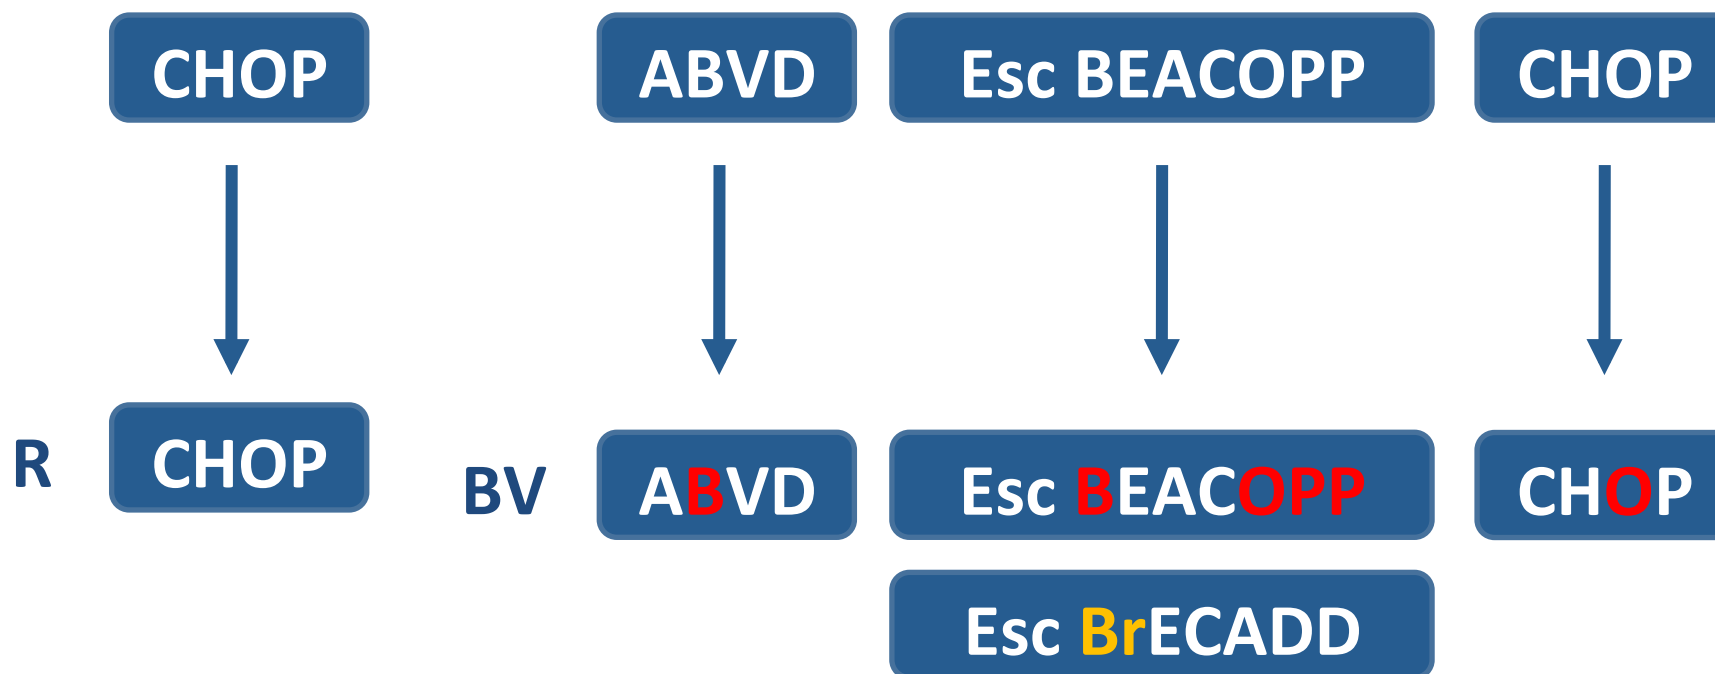 CHOP
ABVD
Esc BEACOPP
CHOP
R
CHOP
BV
ABVD
Esc BEACOPP
CHOP
Esc BrECADD